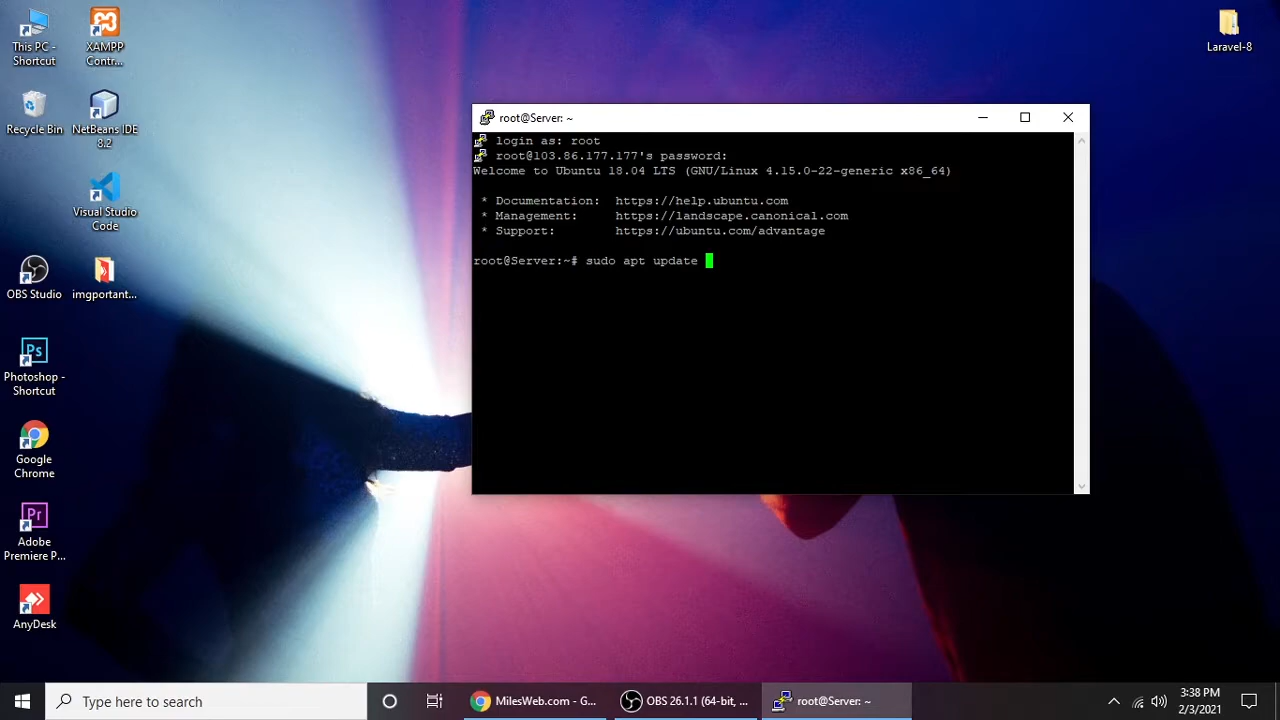 This PC -
Shortcut
XAMPP
Contr...
Recycle Bin
NetBeans IDE
8.2
Visual Studio
Code
OBS Studio
imgportant...
Ps
Photoshop -
Shortcut
Google
Chrome
Pr
Adobe
Premiere P...
AnyDesk
Laravel-8
root@Server: ~
login as: root
root@103.86.177.177's password:
Welcome to Ubuntu 18.04 LTS (GNU/Linux 4.15.0-22-generic x86_64)
* Documentation: https://help.ubuntu.com
* Management: https://landscape.canonical.com
* Support: https://ubuntu.com/advantage
root@Server:~# sudo apt update
Type here to search
MilesWeb.com - G...
OBS 26.1.1 (64-bit, ...
root@Server: ~
3:38 PM
2/3/2021